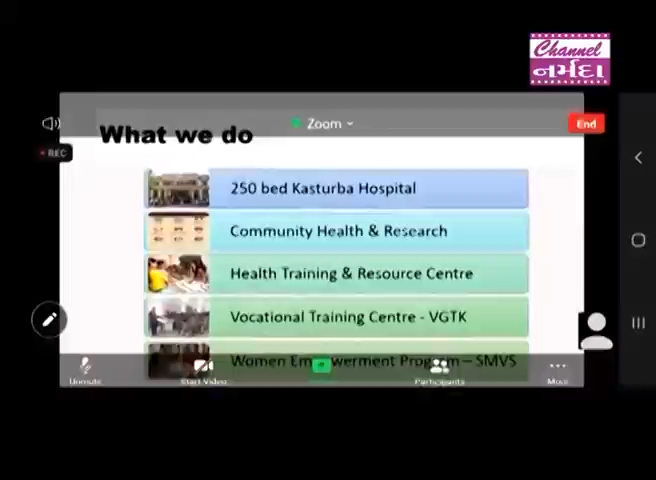 Channel
નર્મદા
Zoom
End
REC
What we do
250 bed Kasturba Hospital
Community Health & Research
Health Training & Resource Centre
Vocational Training Centre - VGTK
Women Empowerment Program – SMVS
Unmute
Start Video
Participants
More